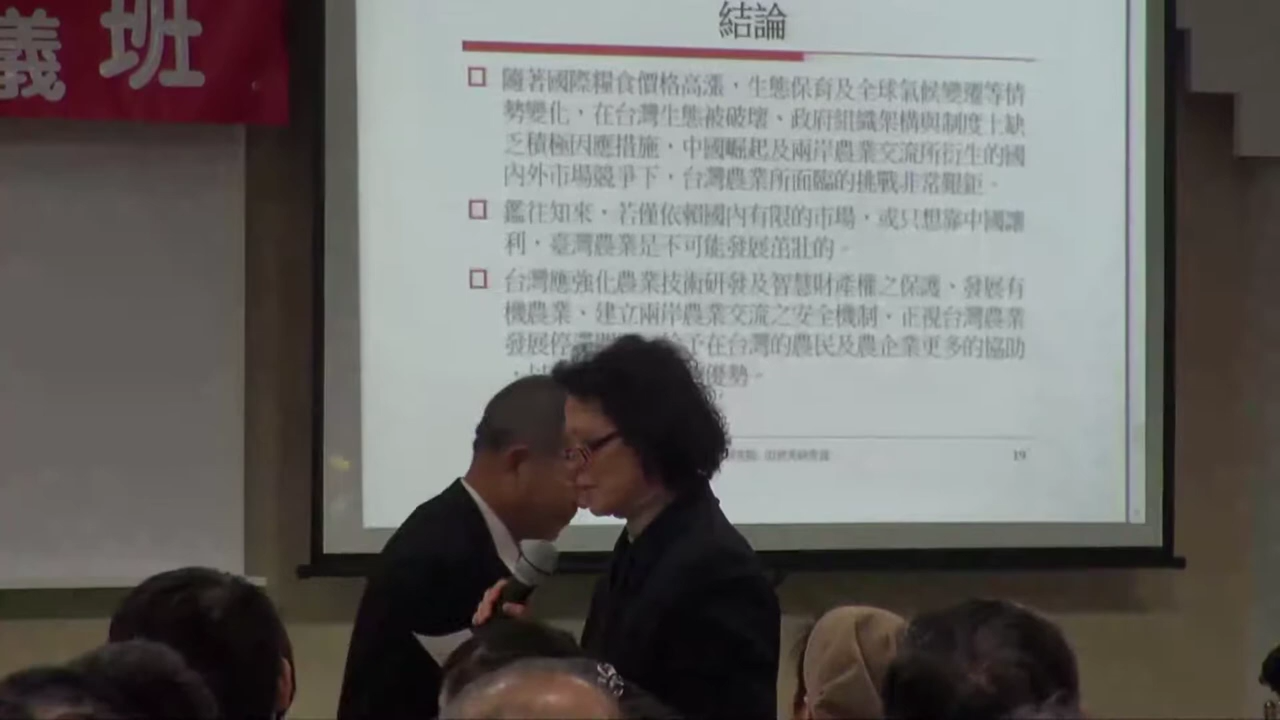 議班
結論
隨著國際糧食價格高漲，生態保育及全球氣候變遷等情
勢變化，在台灣生態被破壞、政府組織架構與制度上缺
乏積極因應措施，中國崛起及兩岸農業交流所衍生的國
內外市場競爭下，台灣農業所面臨的挑戰非常艱鉅。
鑑往知來，若僅依賴國內有限的市場，或只想靠中國讓
利，臺灣農業是不可能發展茁壯的。
台灣應強化農業技術研發及智慧財產權之保護、發展有
機農業、建立兩岸農業交流之安全機制，正視台灣農業
發展停滯 予在台灣的農民及農企業更多的協助
優勢。
19